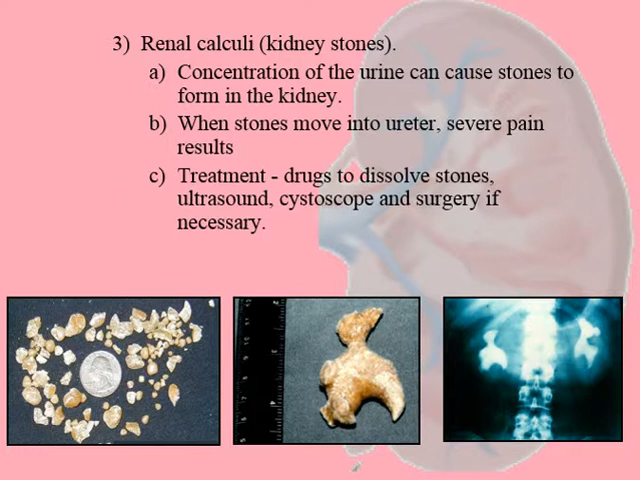 3) Renal calculi (kidney stones).
a) Concentration of the urine can cause stones to
form in the kidney.
b) When stones move into ureter, severe pain
results
c) Treatment - drugs to dissolve stones,
ultrasound, cystoscope and surgery if
necessary.